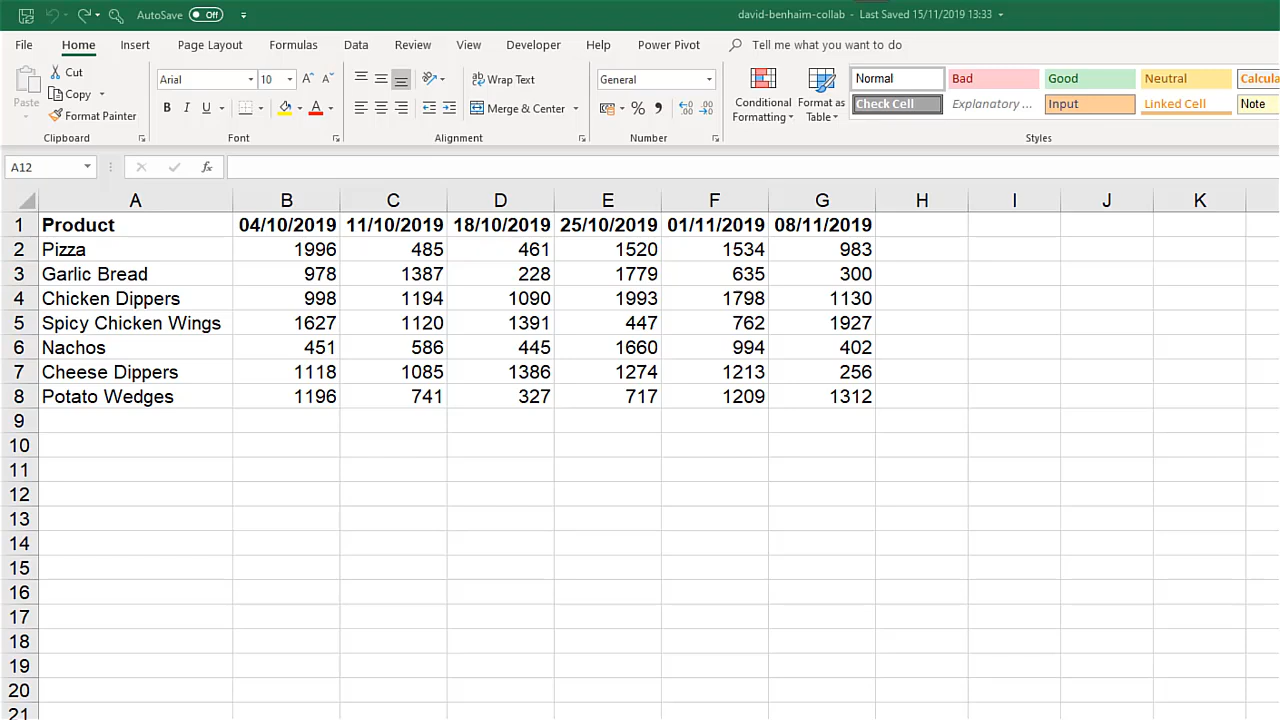 AutoSave Off david-benhaim-collab - Last Saved 15/11/2019 13:33
File Home Insert Page Layout Formulas Data Review View Developer Help Power Pivot Tell me what you want to do
Paste Cut Copy Format Painter
Arial 10
B I U A
ab Wrap Text
Merge & Center
General
% ,
Conditional Formatting
Format as Table
Normal Bad Good Neutral Calcula
Check Cell Explanatory ... Input Linked Cell Note
Clipboard Font Alignment Number Styles
A12 fx
A B C D E F G H I J K
1 Product 04/10/2019 11/10/2019 18/10/2019 25/10/2019 01/11/2019 08/11/2019
2 Pizza 1996 485 461 1520 1534 983
3 Garlic Bread 978 1387 228 1779 635 300
4 Chicken Dippers 998 1194 1090 1993 1798 1130
5 Spicy Chicken Wings 1627 1120 1391 447 762 1927
6 Nachos 451 586 445 1660 994 402
7 Cheese Dippers 1118 1085 1386 1274 1213 256
8 Potato Wedges 1196 741 327 717 1209 1312
9
10
11
12
13
14
15
16
17
18
19
20
21